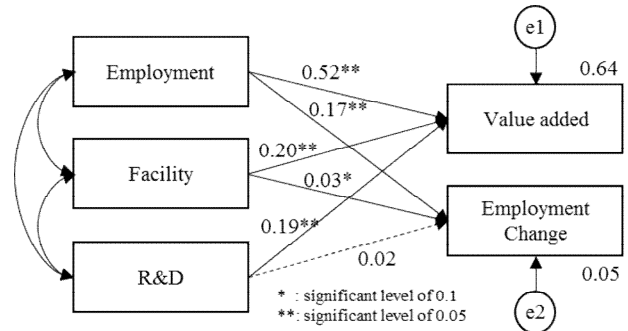 e1
0.64
Employment
0.52**
Value added
0.17**
0.20**
Facility
0.03*
Employment
Change
0.19**
R&D
0.02
0.05
* : significant level of 0.1
**: significant level of 0.05
e2